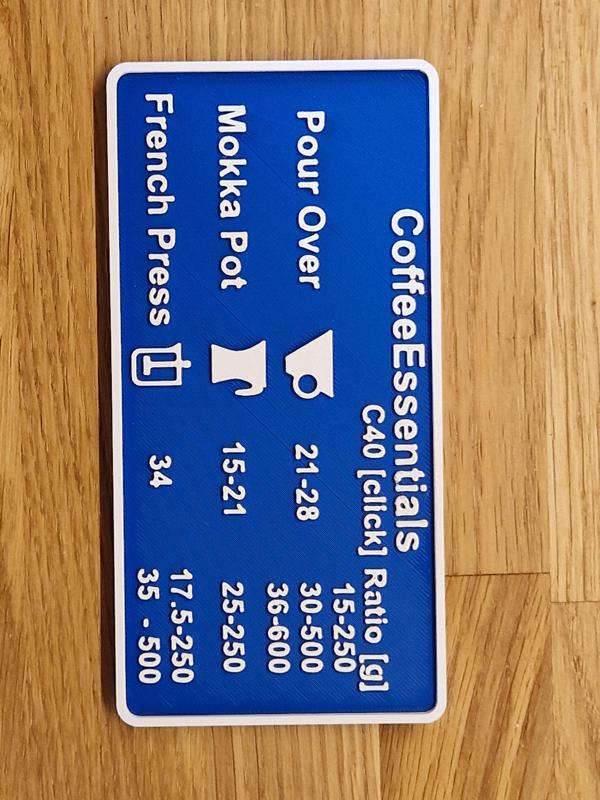 CoffeeEssentials
C40 [click] Ratio [g]
15-250
Pour Over 21-28 30-500
36-600
Mokka Pot 15-21 25-250
17.5-250
French Press 34
35 - 500